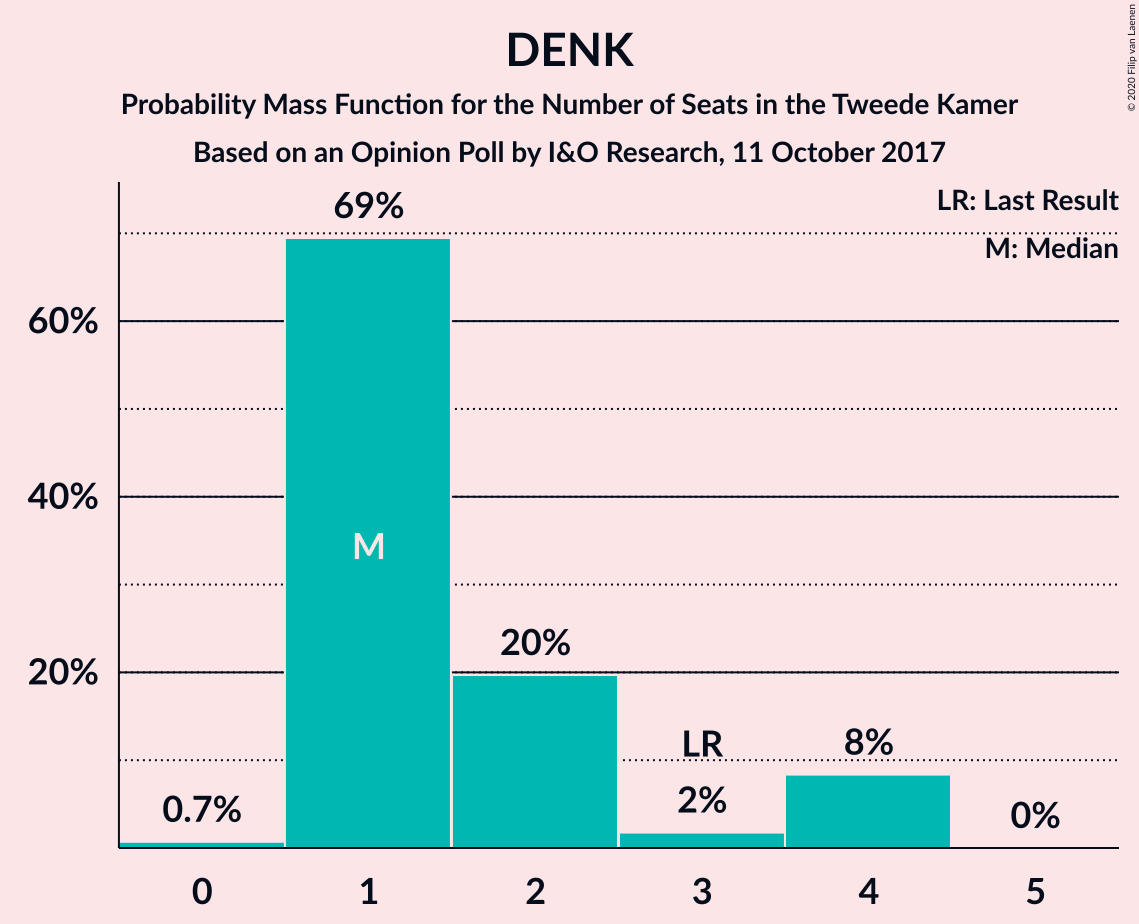 DENK
Probability Mass Function for the Number of Seats in the Tweede Kamer
Based on an Opinion Poll by I&O Research, 11 October 2017
© 2020 Filip van Laenen
LR: Last Result
M: Median
69%
60%
40%
M
20%
20%
LR
8%
2%
0.7%
0%
0 1 2 3 4 5